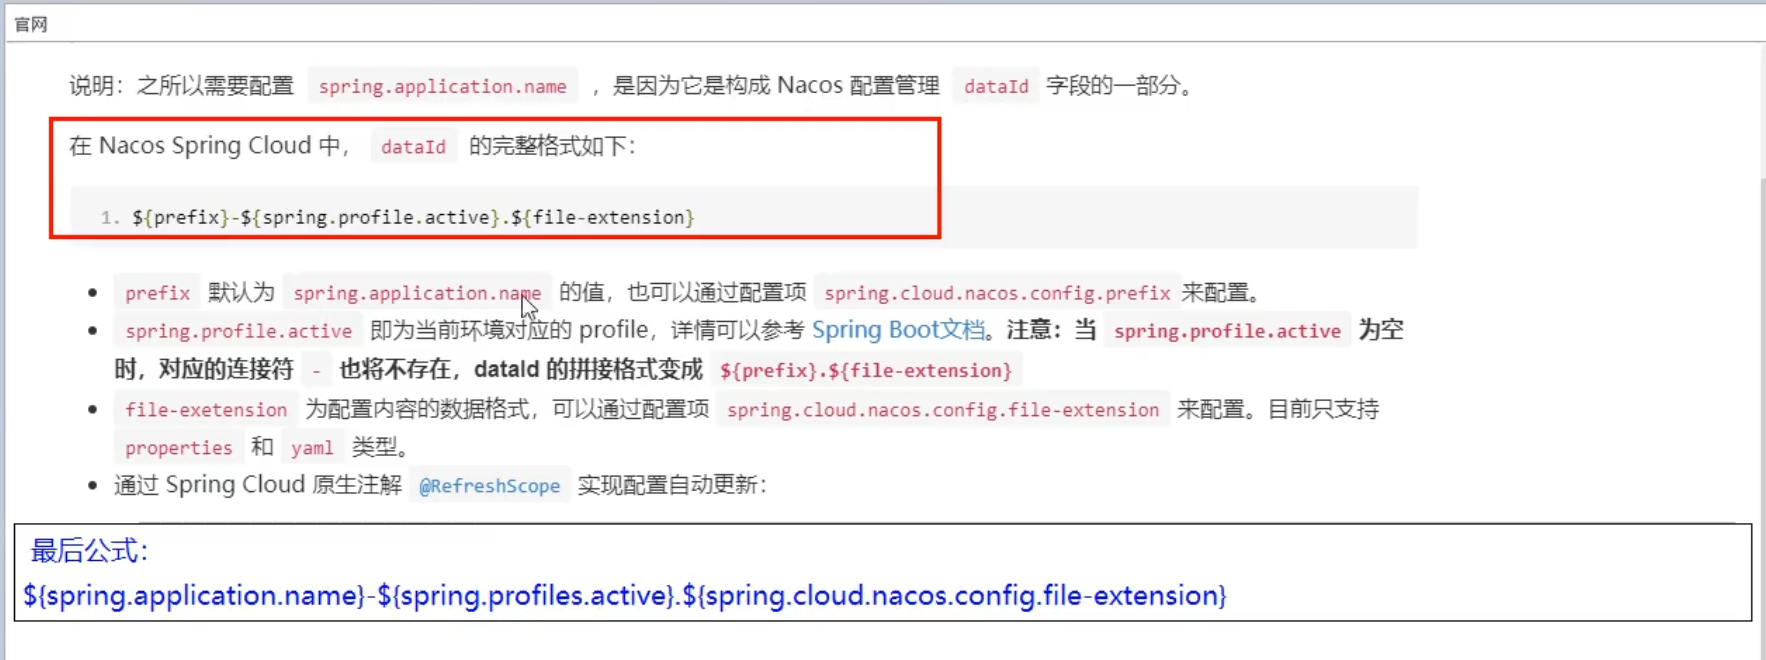 官网
说明：之所以需要配置 spring.application.name ，是因为它是构成 Nacos 配置管理 dataId 字段的一部分。
在 Nacos Spring Cloud 中， dataId 的完整格式如下：
1. ${prefix}-${spring.profile.active}.${file-extension}
• prefix 默认为 spring.application.name 的值，也可以通过配置项 spring.cloud.nacos.config.prefix 来配置。
• spring.profile.active 即为当前环境对应的 profile，详情可以参考 Spring Boot文档。注意：当 spring.profile.active 为空
时，对应的连接符 - 也将不存在，dataId 的拼接格式变成 ${prefix}.${file-extension}
• file-exetension 为配置内容的数据格式，可以通过配置项 spring.cloud.nacos.config.file-extension 来配置。目前只支持
properties 和 yaml 类型。
• 通过 Spring Cloud 原生注解 @RefreshScope 实现配置自动更新：
最后公式：
${spring.application.name}-${spring.profiles.active}.${spring.cloud.nacos.config.file-extension}